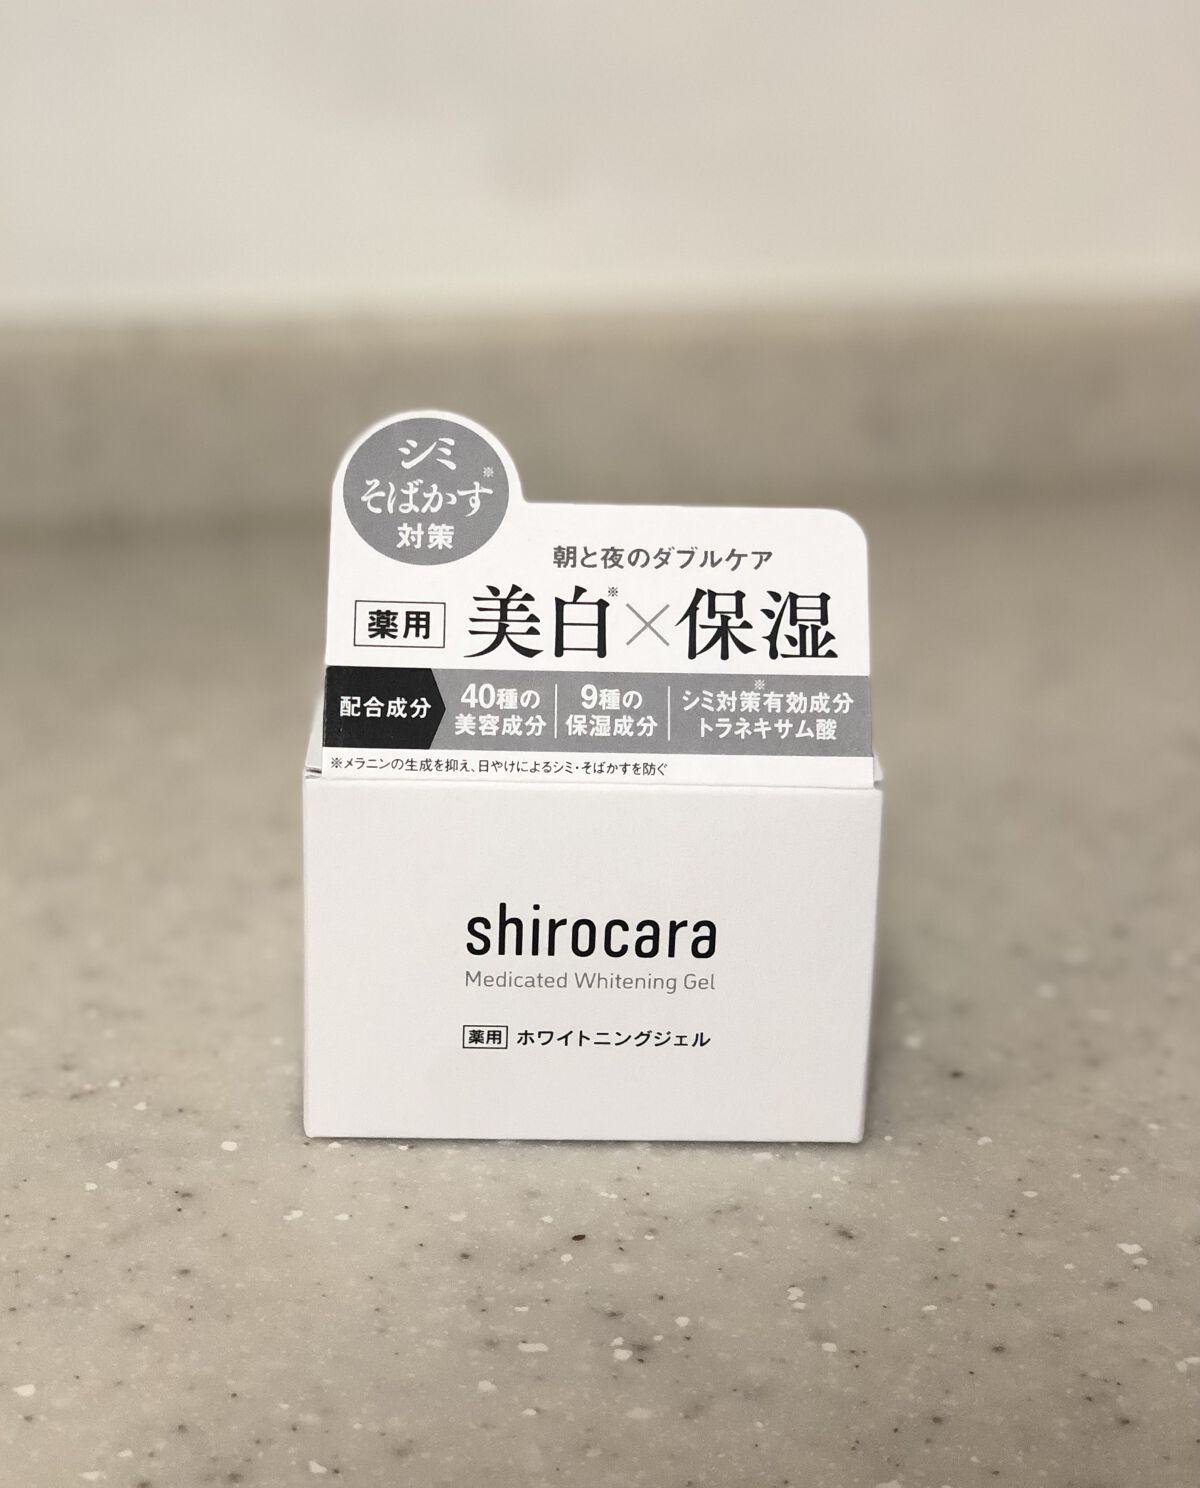 シミ
そばかす※
対策
朝と夜のダブルケア
薬用 美白※×保湿
配合成分
40種の
美容成分
9種の
保湿成分
シミ対策※有効成分
トラネキサム酸
※メラニンの生成を抑え、日やけによるシミ・そばかすを防ぐ
shirocara
Medicated Whitening Gel
薬用 ホワイトニングジェル